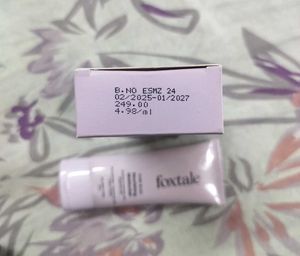 B.NO ESMZ 24
02/2025-01/2027
249.00
4.98/ml
foxtale